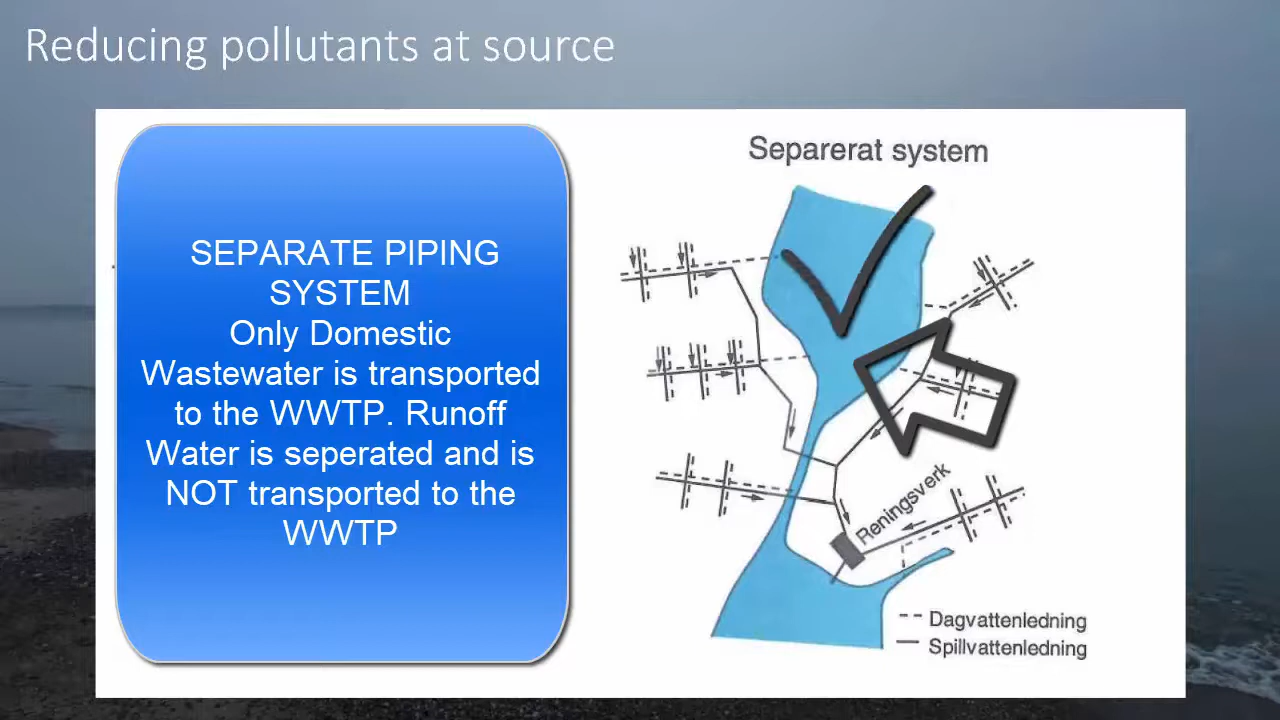 Reducing pollutants at source
SEPARATE PIPING
SYSTEM
Only Domestic
Wastewater is transported
to the WWTP. Runoff
Water is seperated and is
NOT transported to the
WWTP
Separerat system
Reningsverk
Dagvattenledning
Spillvattenledning